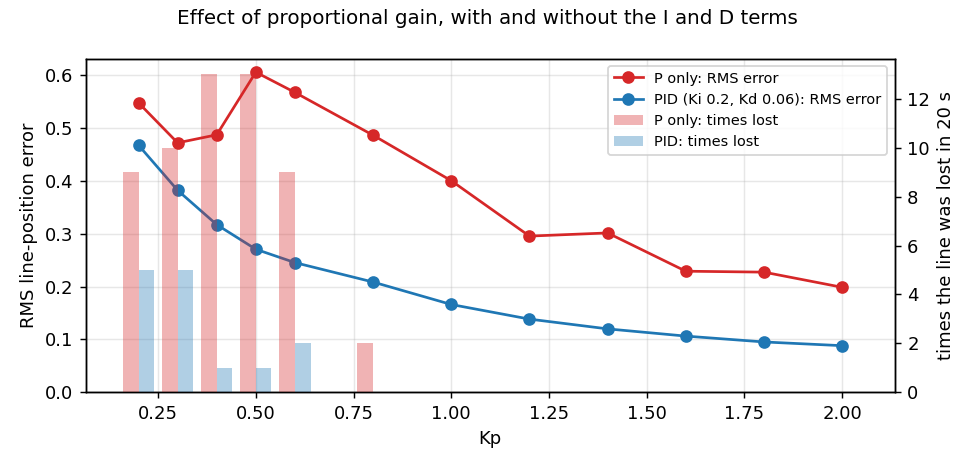 Effect of proportional gain, with and without the I and D terms
P only: RMS error
PID (Ki 0.2, Kd 0.06): RMS error
P only: times lost
PID: times lost
RMS line-position error
0.6
0.5
0.4
0.3
0.2
0.1
0.0
12
10
8
6
4
2
0
times the line was lost in 20 s
0.25 0.50 0.75 1.00 1.25 1.50 1.75 2.00
Kp